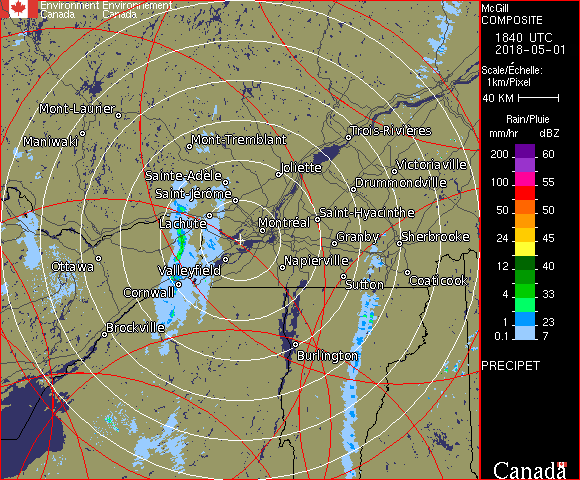 Environment Environnement
Canada Canada
McGill
COMPOSITE
1840 UTC
2018-05-01
Scale/Échelle:
1km/Pixel
40 KM
Rain/Pluie
mm/hr dBZ
200 60
100 55
50 50
24 45
12 40
4 33
1 23
0.1 7
PRECIPET
Canada
Mont-Laurier
Maniwaki
Mont-Tremblant
Trois-Rivières
Sainte-Adèle
Joliette
Victoriaville
Saint-Jérôme
Drummondville
Lachute
Montréal
Saint-Hyacinthe
Granby
Sherbrooke
Ottawa
Valleyfield
Napierville
Cornwall
Sutton
Coaticook
Brockville
Burlington